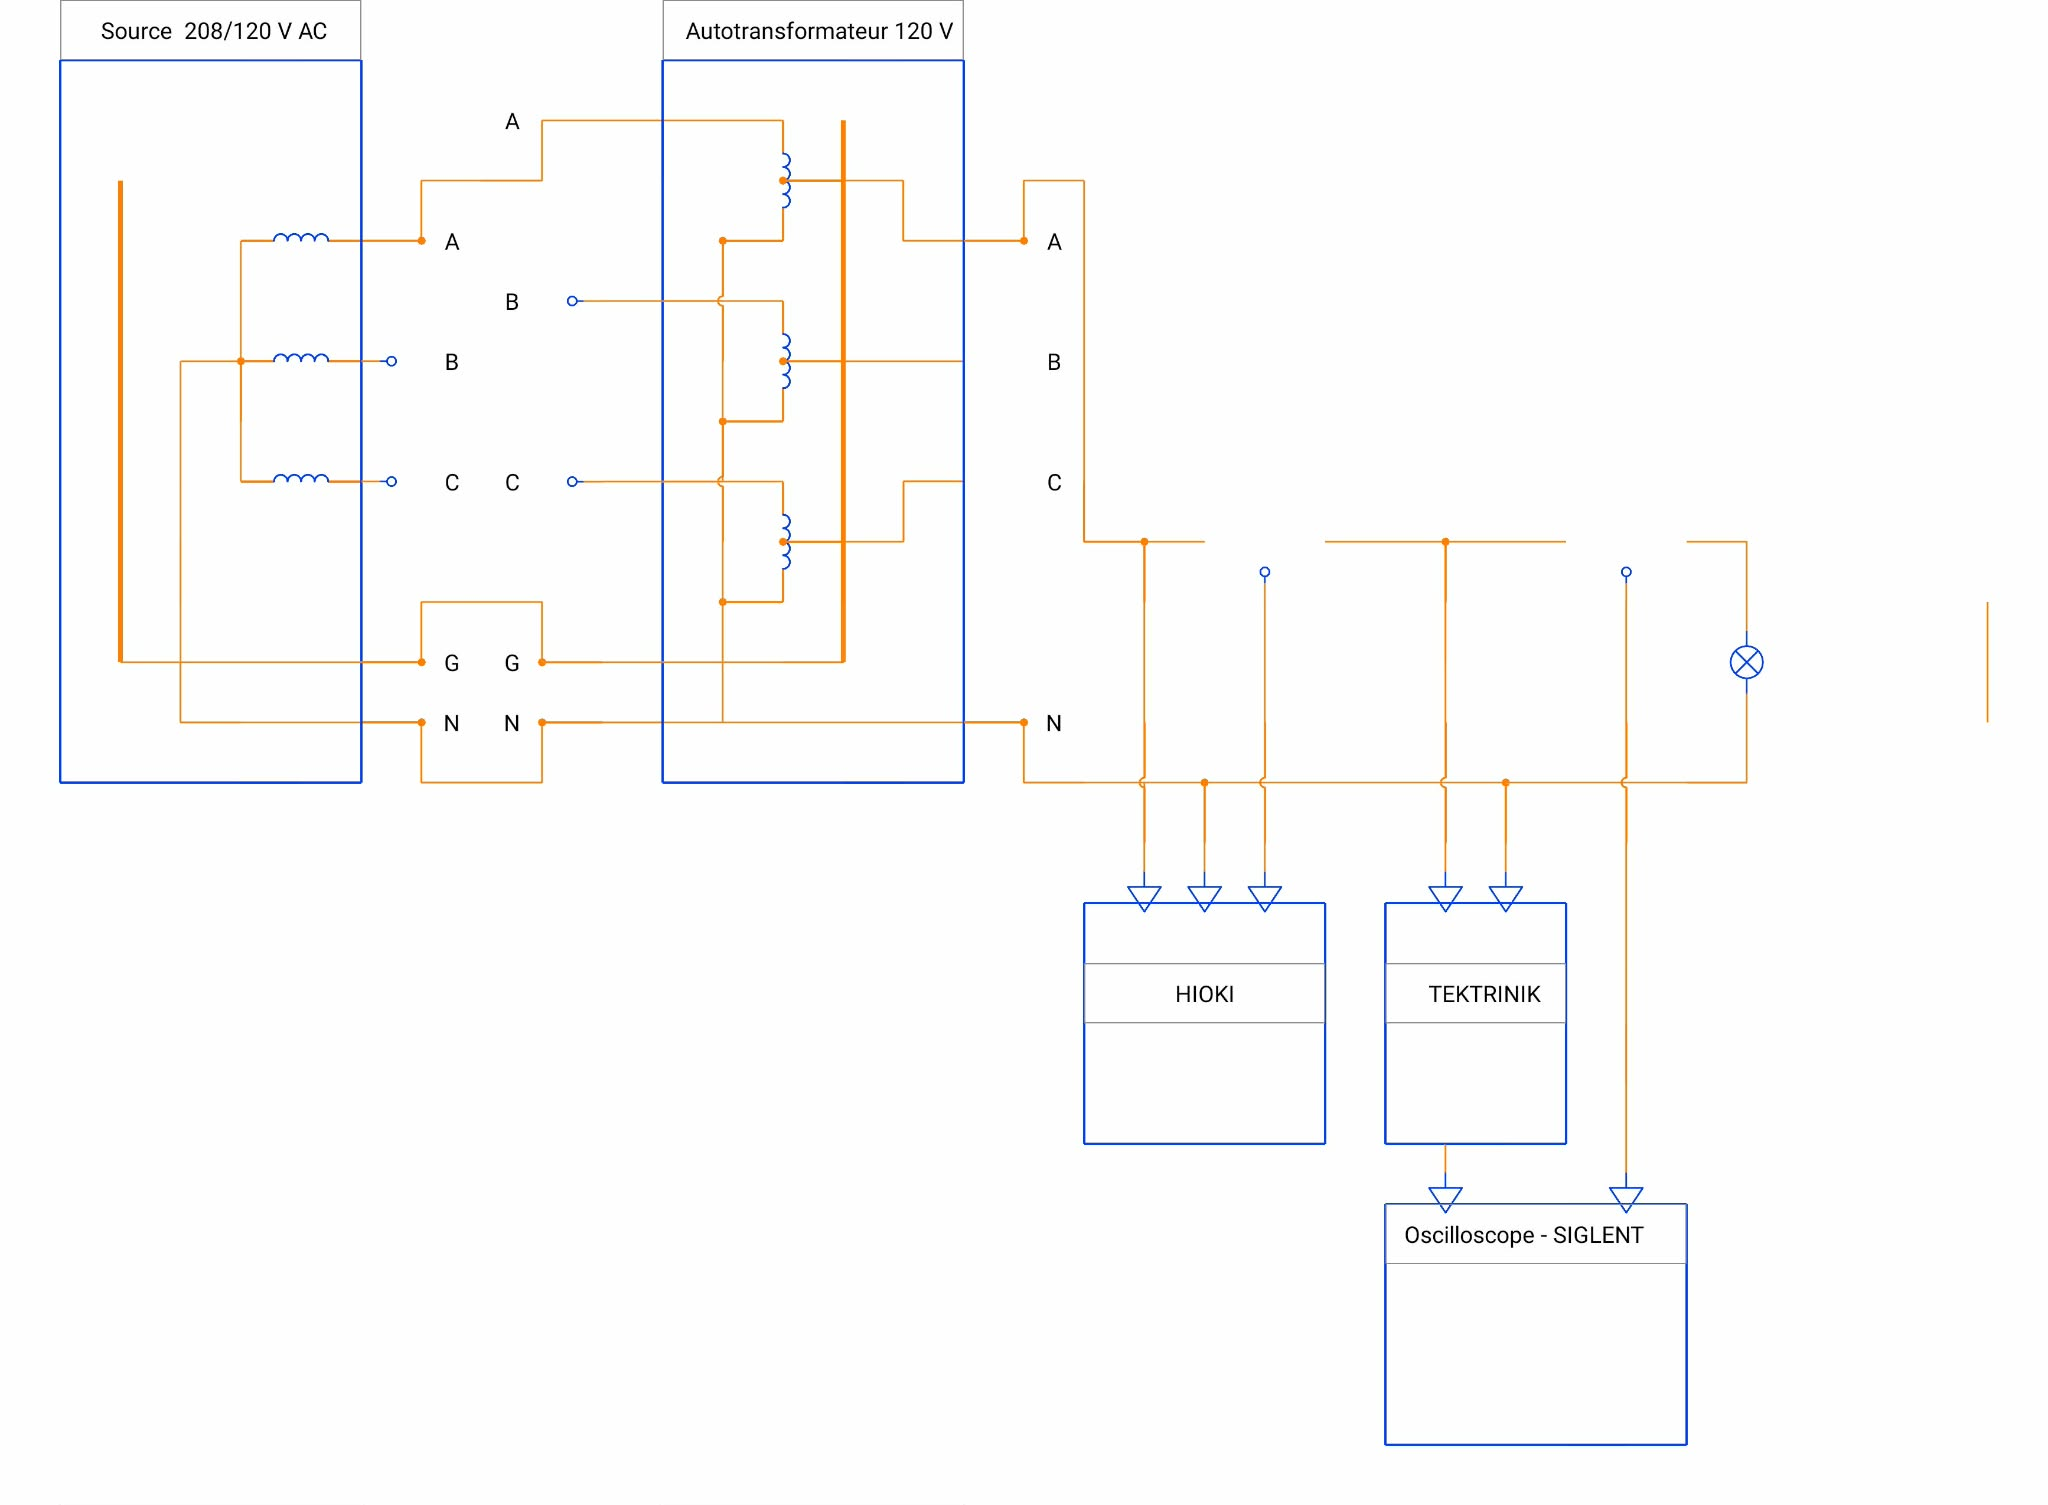 Source  208/120 V AC
Autotransformateur 120 V
A
A
A
B
B
B
C
C
C
G
G
N
N
N
HIOKI
TEKTRINIK
Oscilloscope - SIGLENT